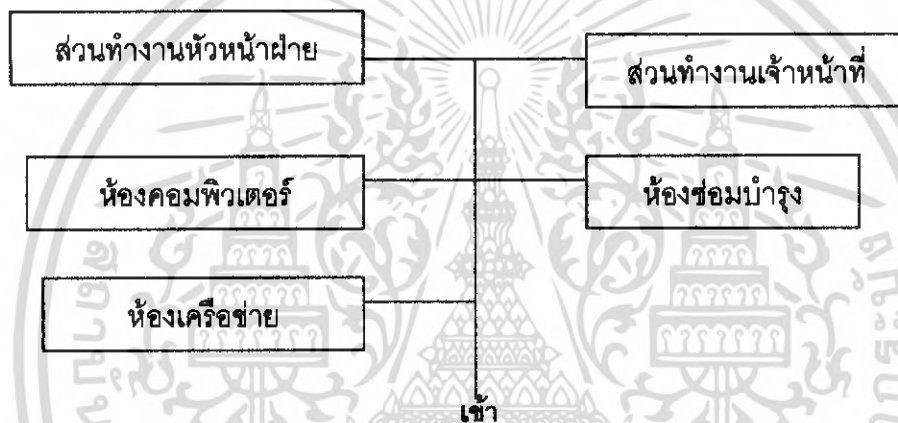 ส่วนทำงานหัวหน้าฝ่าย
ส่วนทำงานเจ้าหน้าที่
ห้องคอมพิวเตอร์
ห้องซ่อมบำรุง
ห้องเครือข่าย
เข้า